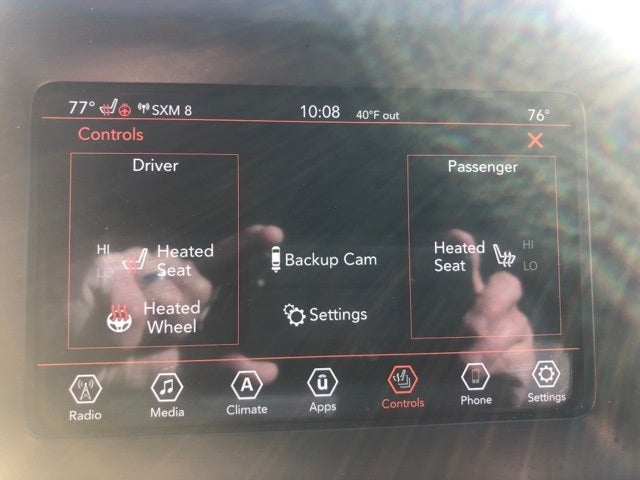 77° SXM 8 10:08 40°F out 76°
Controls
Driver
HI
LO
Heated
Seat
Heated
Wheel
Backup Cam
Settings
Passenger
Heated
Seat
HI
LO
Radio Media A Climate ū Apps Controls Phone Settings